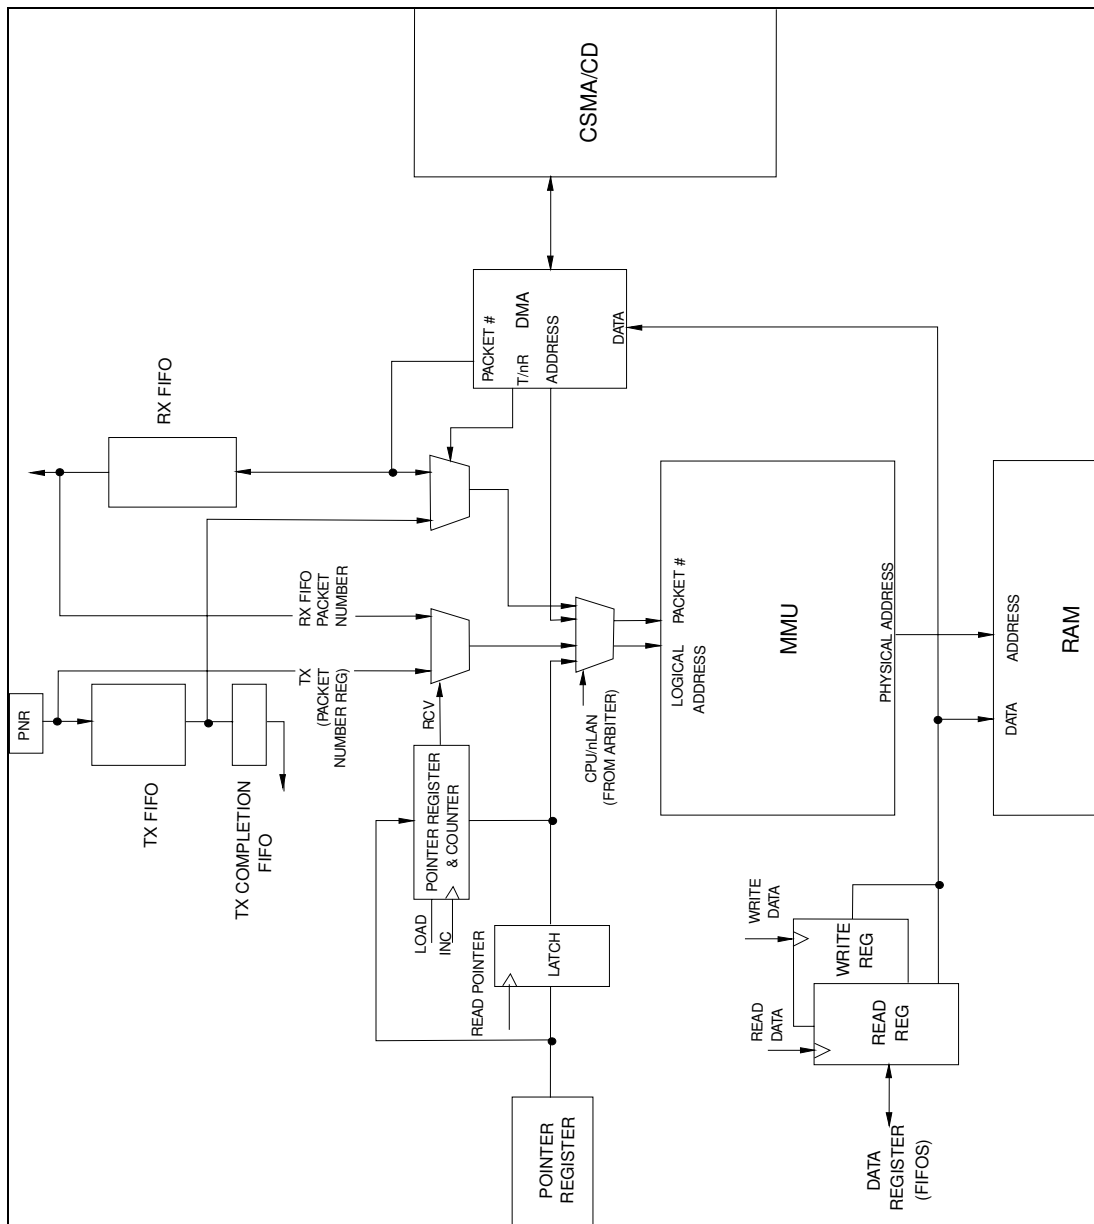 CSMA/CD
PACKET #
T/nR
DMA
ADDRESS
DATA
RX FIFO
RX FIFO
PACKET
NUMBER
TX
(PACKET
NUMBER REG)
PNR
TX FIFO
TX COMPLETION
FIFO
RCV
POINTER REGISTER
& COUNTER
LOAD
INC
CPU/nLAN
(FROM ARBITER)
PACKET #
LOGICAL
ADDRESS
MMU
PHYSICAL ADDRESS
ADDRESS
DATA
RAM
READ POINTER
LATCH
WRITE
DATA
WRITE
REG
READ
DATA
READ
REG
POINTER
REGISTER
DATA
REGISTER
(FIFOS)